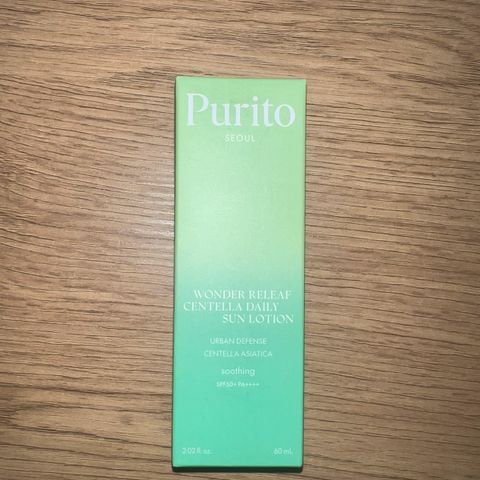 Purito
SEOUL
WONDER RELEAF
CENTELLA DAILY
SUN LOTION
URBAN DEFENSE
CENTELLA ASIATICA
soothing
SPF50+ PA++++
2.02 fl. oz. 60 mL